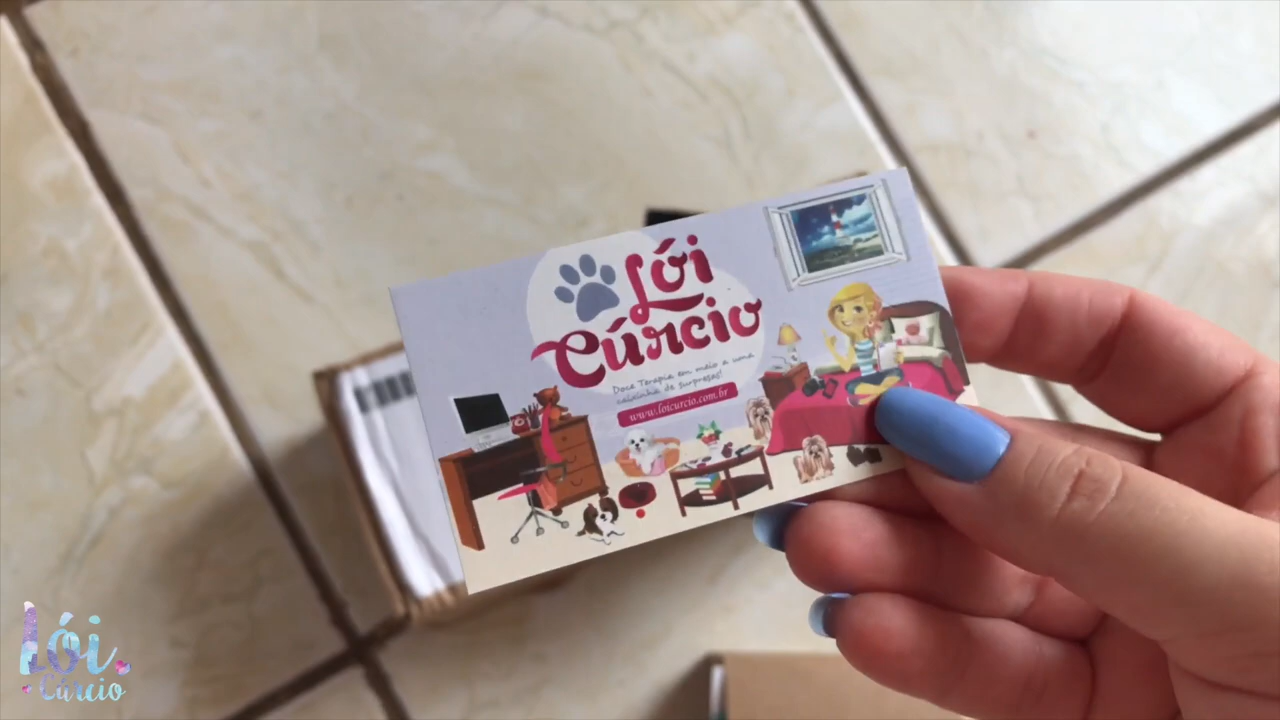 Lói
Cúrcio
Doce Terapia em meio a uma
caixinha de surpresas!
www.loicurcio.com.br
Lói
Cúrcio